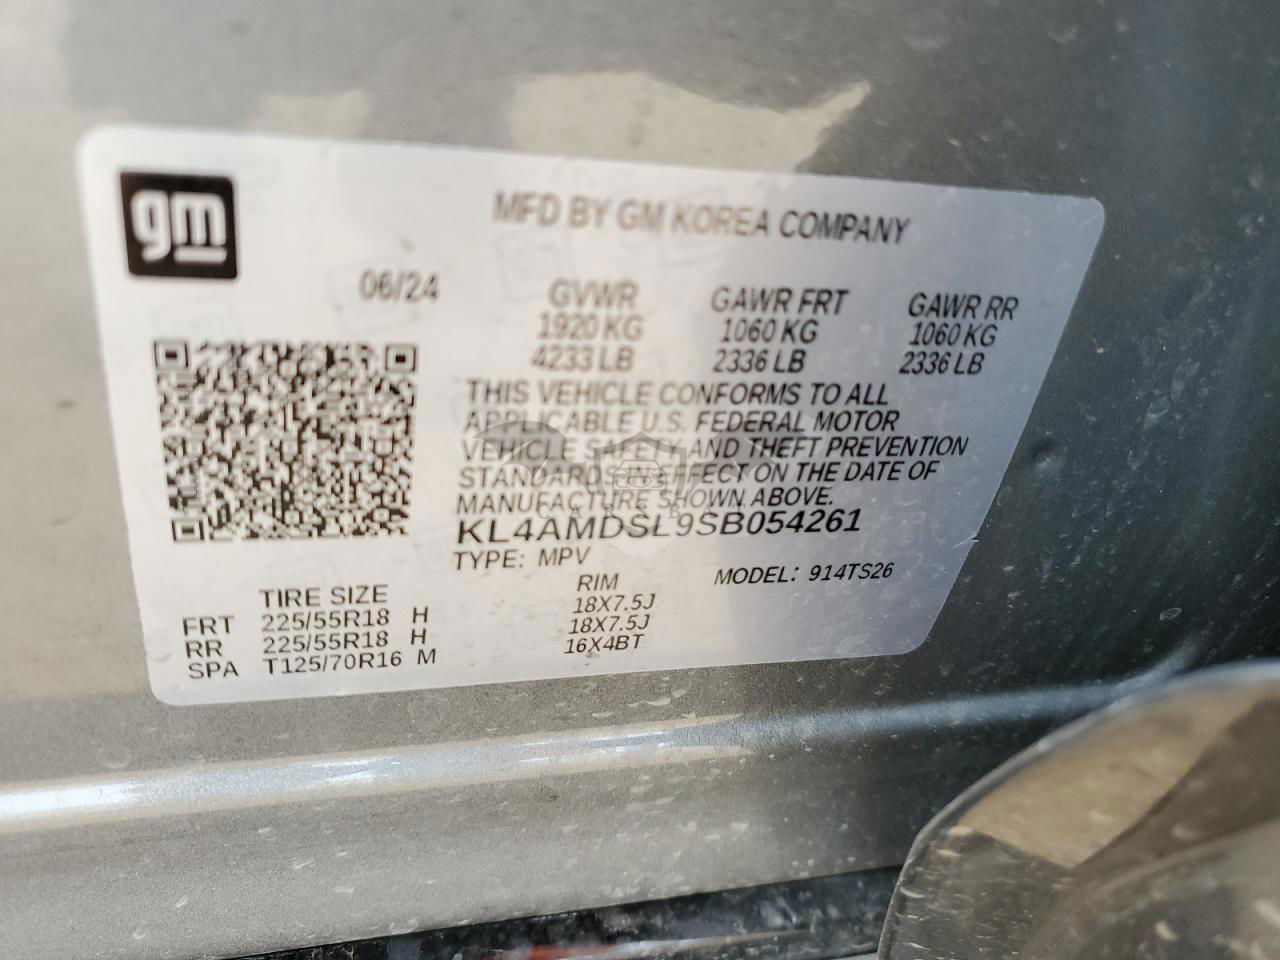 gm
MFD BY GM KOREA COMPANY
06/24
GVWR GAWR FRT GAWR RR
1920 KG 1060 KG 1060 KG
4233 LB 2336 LB 2336 LB
THIS VEHICLE CONFORMS TO ALL
APPLICABLE U.S. FEDERAL MOTOR
VEHICLE SAFETY AND THEFT PREVENTION
STANDARDS IN EFFECT ON THE DATE OF
MANUFACTURE SHOWN ABOVE.
KL4AMDSL9SB054261
TYPE: MPV MODEL: 914TS26
TIRE SIZE RIM
FRT 225/55R18 H 18X7.5J
RR 225/55R18 H 18X7.5J
SPA T125/70R16 M 16X4BT